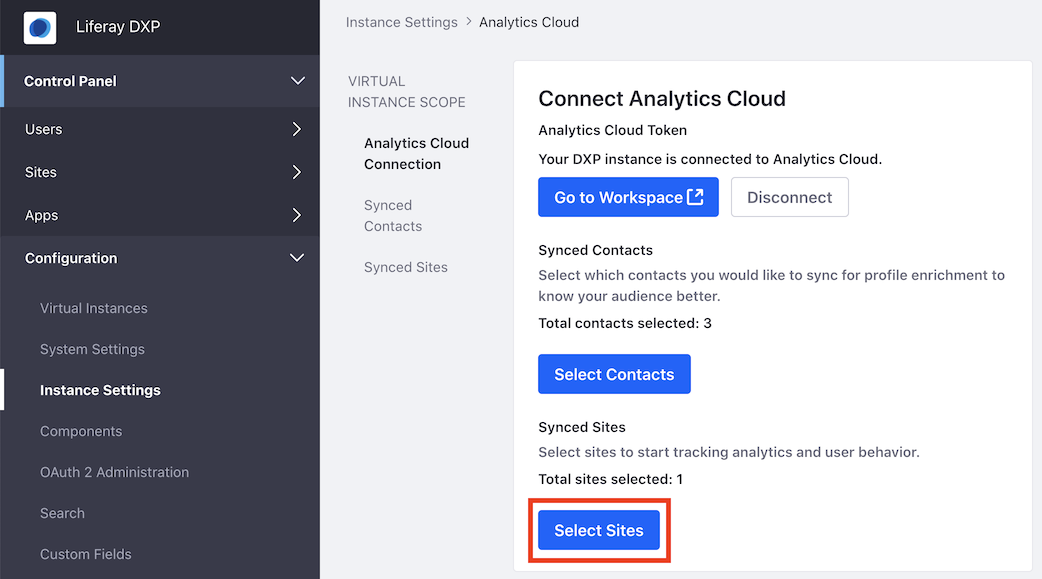 Liferay DXP
Control Panel
Users
Sites
Apps
Configuration
Virtual Instances
System Settings
Instance Settings
Components
OAuth 2 Administration
Search
Custom Fields
Instance Settings > Analytics Cloud
VIRTUAL
INSTANCE SCOPE
Analytics Cloud
Connection
Synced
Contacts
Synced Sites
Connect Analytics Cloud
Analytics Cloud Token
Your DXP instance is connected to Analytics Cloud.
Go to Workspace
Disconnect
Synced Contacts
Select which contacts you would like to sync for profile enrichment to
know your audience better.
Total contacts selected: 3
Select Contacts
Synced Sites
Select sites to start tracking analytics and user behavior.
Total sites selected: 1
Select Sites